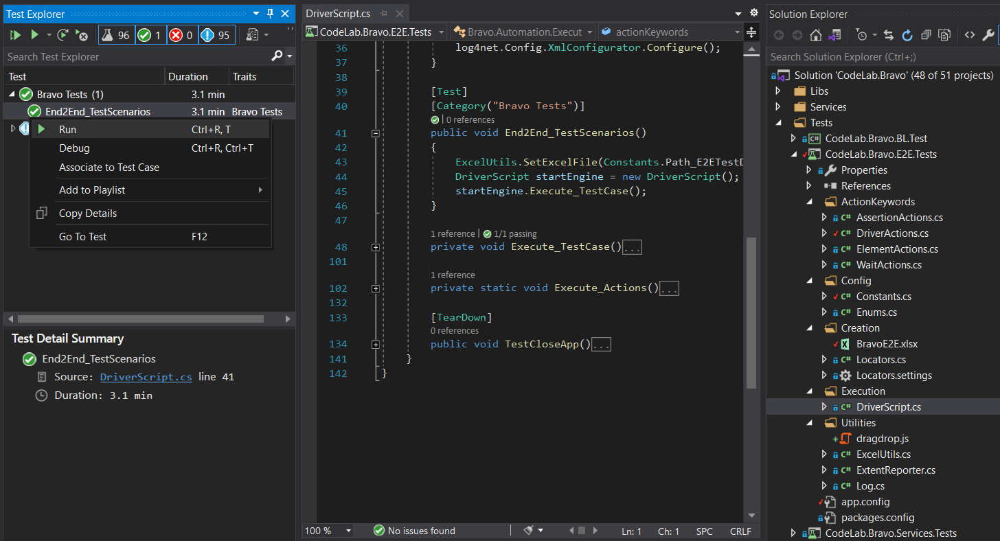 Test Explorer
96 1 0 95
Search Test Explorer
Test Duration Traits
Bravo Tests (1) 3.1 min
End2End_TestScenarios 3.1 min Bravo Tests
Run Ctrl+R, T
Debug Ctrl+R, Ctrl+T
Associate to Test Case
Add to Playlist
Copy Details
Go To Test F12
Test Detail Summary
End2End_TestScenarios
Source: DriverScript.cs line 41
Duration: 3.1 min
DriverScript.cs
CodeLab.Bravo.E2E.Tests Bravo.Automation.Execut actionKeywords
36 log4net.Config.XmlConfigurator.Configure();
37 }
38
39 [Test]
40 [Category("Bravo Tests")]
| 0 references
41 public void End2End_TestScenarios()
42 {
43 ExcelUtils.SetExcelFile(Constants.Path_E2ETestD
44 DriverScript startEngine = new DriverScript();
45 startEngine.Execute_TestCase();
46 }
47
1 reference | 1/1 passing
48 private void Execute_TestCase()...
101
1 reference
102 private static void Execute_Actions()...
132
133 [TearDown]
0 references
134 public void TestCloseApp()...
141 }
142 }
100 % No issues found Ln: 1 Ch: 1 SPC CRLF
Solution Explorer
Search Solution Explorer (Ctrl+;)
Solution 'CodeLab.Bravo' (48 of 51 projects)
Libs
Services
Tests
CodeLab.Bravo.BL.Test
CodeLab.Bravo.E2E.Tests
Properties
References
ActionKeywords
C# AssertionActions.cs
C# DriverActions.cs
C# ElementActions.cs
C# WaitActions.cs
Config
C# Constants.cs
C# Enums.cs
Creation
BravoE2E.xlsx
C# Locators.cs
Locators.settings
Execution
C# DriverScript.cs
Utilities
dragdrop.js
C# ExcelUtils.cs
C# ExtentReporter.cs
C# Log.cs
app.config
packages.config
CodeLab.Bravo.Services.Tests